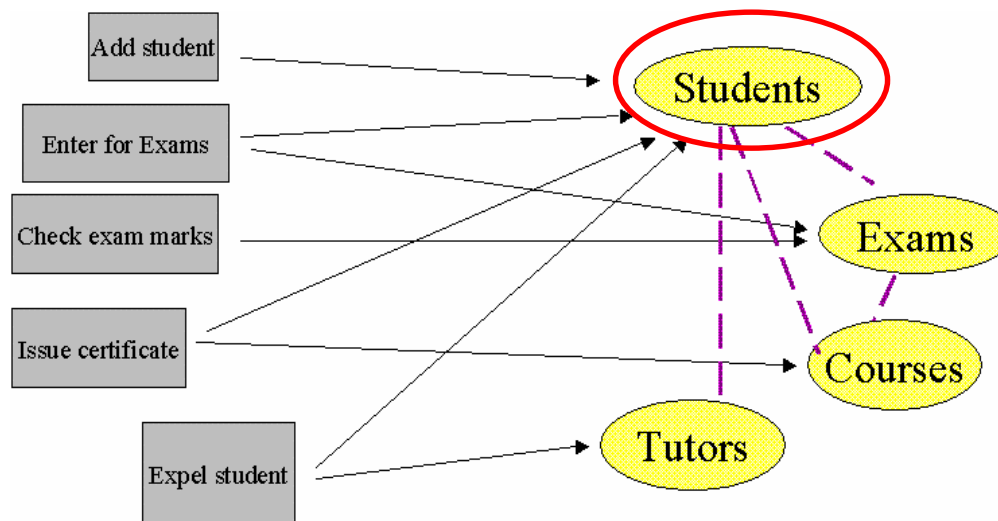 Add student
Students
Enter for Exams
Check exam marks
Exams
Issue certificate
Courses
Tutors
Expel student